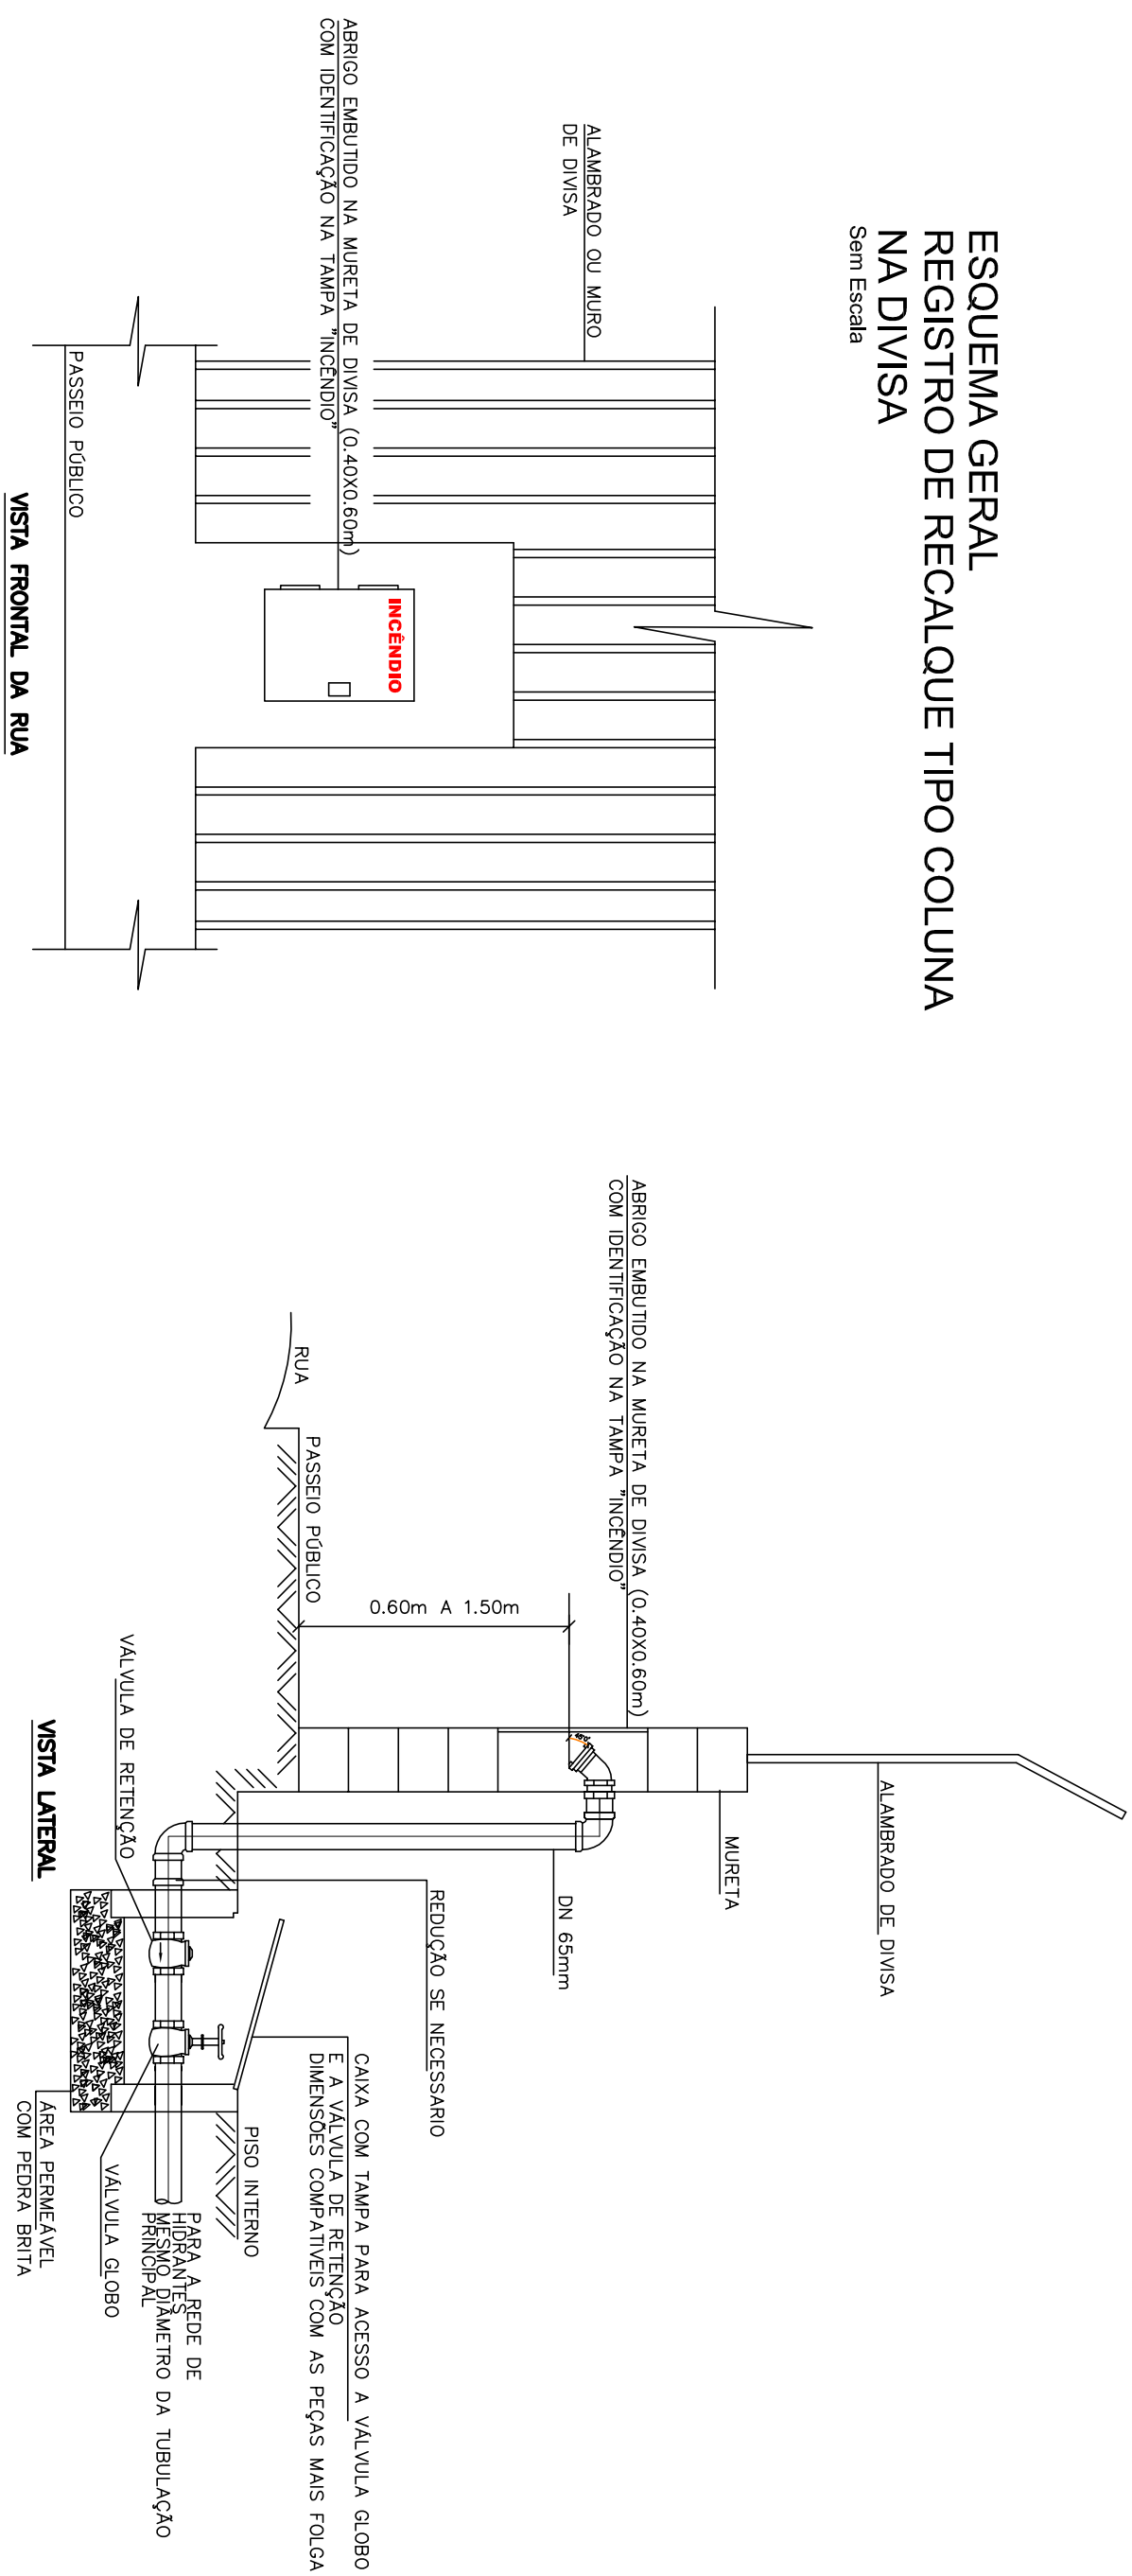 ESQUEMA GERAL
REGISTRO DE RECALQUE TIPO COLUNA
NA DIVISA
Sem Escala
ALAMBRADO OU MURO
DE DIVISA
ABRIGO EMBUTIDO NA MURETA DE DIVISA (0.40X0.60m)
COM IDENTIFICAÇÃO NA TAMPA "INCÊNDIO"
INCÊNDIO
PASSEIO PÚBLICO
VISTA FRONTAL DA RUA
ABRIGO EMBUTIDO NA MURETA DE DIVISA (0.40X0.60m)
COM IDENTIFICAÇÃO NA TAMPA "INCÊNDIO"
ALAMBRADO DE DIVISA
MURETA
DN 65mm
0.60m A 1.50m
RUA
PASSEIO PÚBLICO
REDUÇÃO SE NECESSARIO
CAIXA COM TAMPA PARA ACESSO A VÁLVULA GLOBO
E A VÁLVULA DE RETENÇÃO
DIMENSÕES COMPATIVEIS COM AS PEÇAS MAIS FOLGA
PISO INTERNO
PARA A REDE DE
HIDRANTES
MESMO DIÂMETRO DA TUBULAÇÃO
PRINCIPAL
VÁLVULA DE RETENÇÃO
VÁLVULA GLOBO
ÁREA PERMEÁVEL
COM PEDRA BRITA
VISTA LATERAL